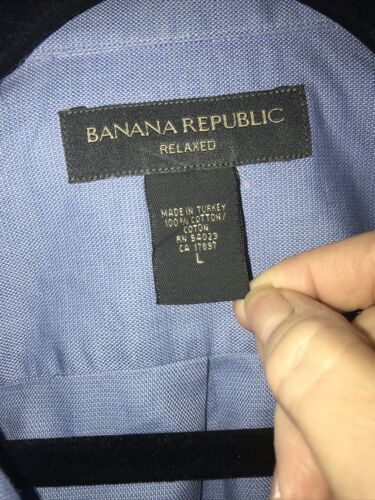 BANANA REPUBLIC
RELAXED
MADE IN TURKEY
100% COTTON/
COTON
RN 54023
CA 17897
L